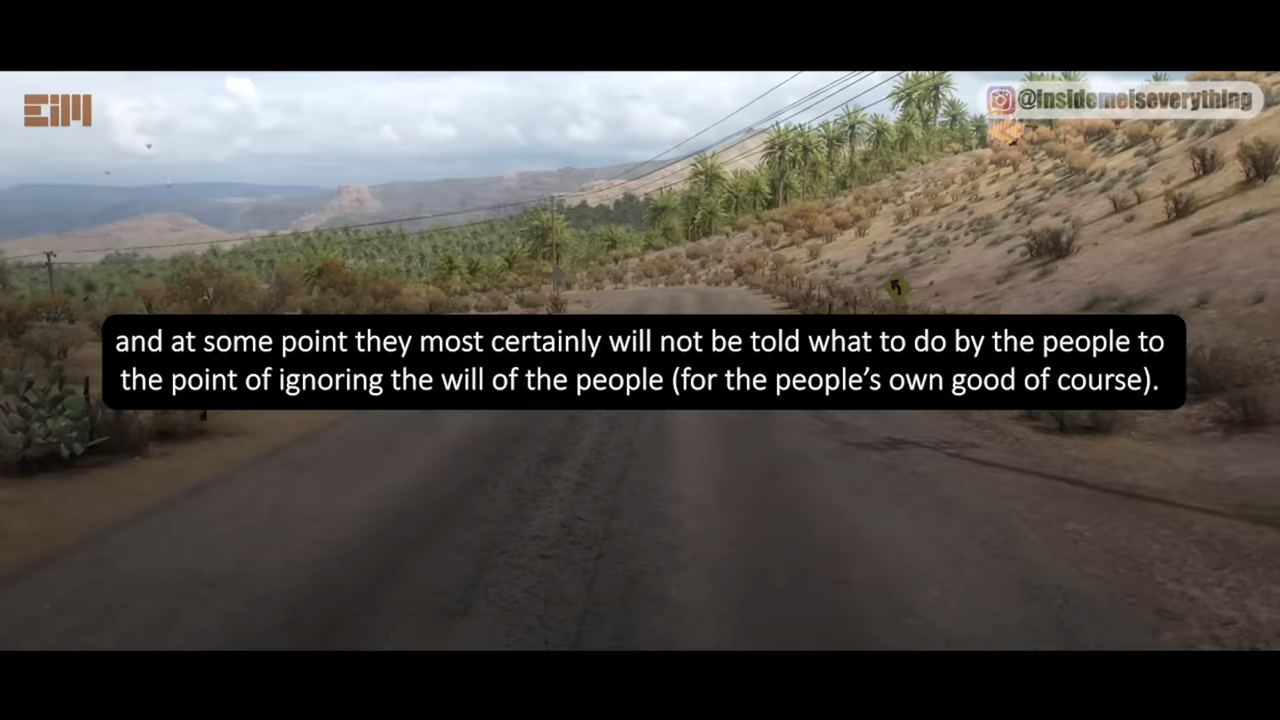 EiM
@insidemeiseverything
and at some point they most certainly will not be told what to do by the people to
the point of ignoring the will of the people (for the people’s own good of course).